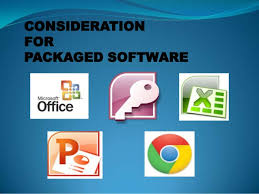 CONSIDERATION
FOR
PACKAGED SOFTWARE
Microsoft
Office